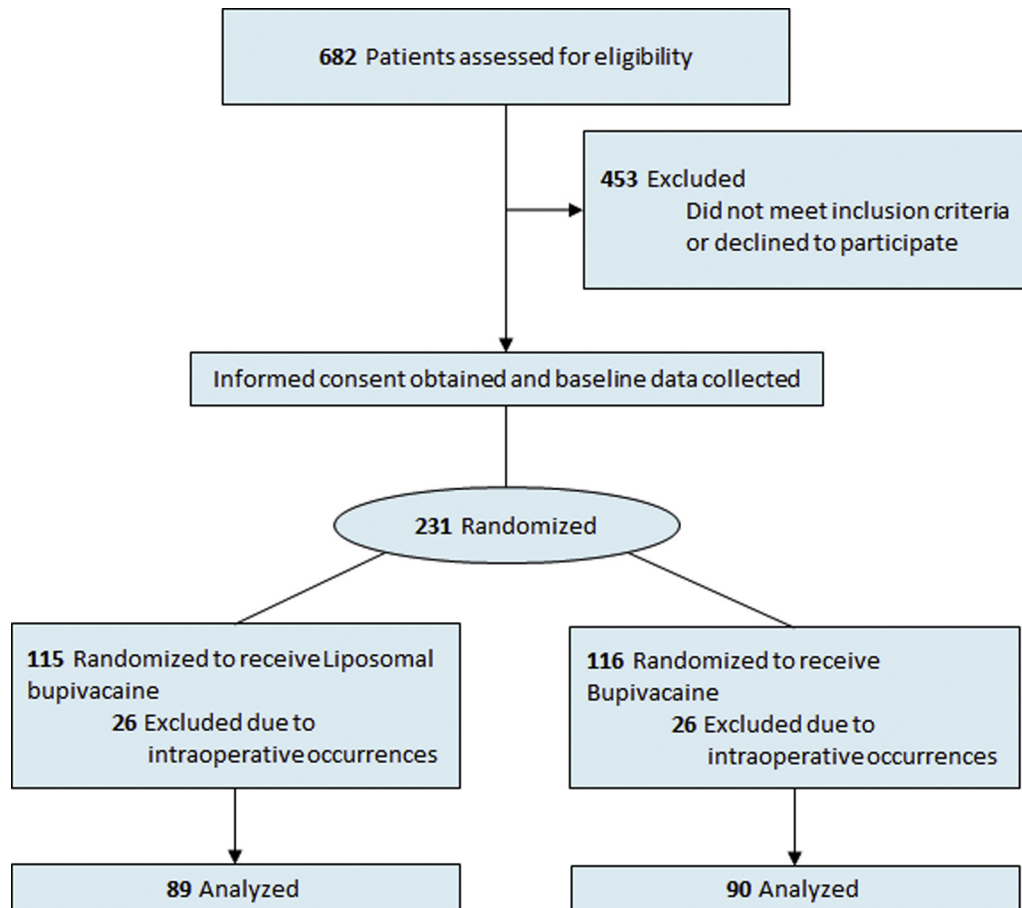 682 Patients assessed for eligibility
453 Excluded
Did not meet inclusion criteria
or declined to participate
Informed consent obtained and baseline data collected
231 Randomized
115 Randomized to receive Liposomal
bupivacaine
26 Excluded due to
intraoperative occurrences
116 Randomized to receive
Bupivacaine
26 Excluded due to
intraoperative occurrences
89 Analyzed
90 Analyzed